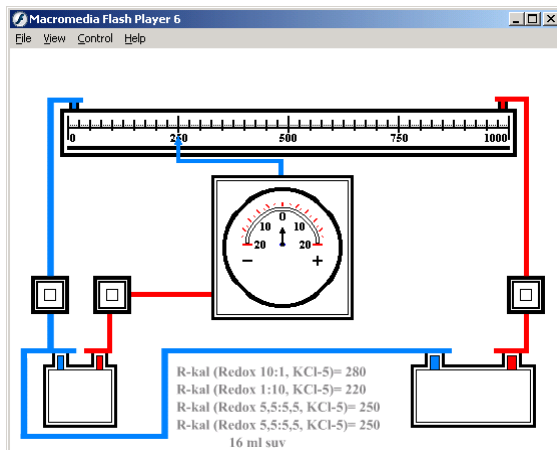 Macromedia Flash Player 6
File View Control Help
0 250 500 750 1000
0
10 10
20 20
− +
R-kal (Redox 10:1, KCl-5)= 280
R-kal (Redox 1:10, KCl-5)= 220
R-kal (Redox 5,5:5,5, KCl-5)= 250
R-kal (Redox 5,5:5,5, KCl-5)= 250
16 ml suv